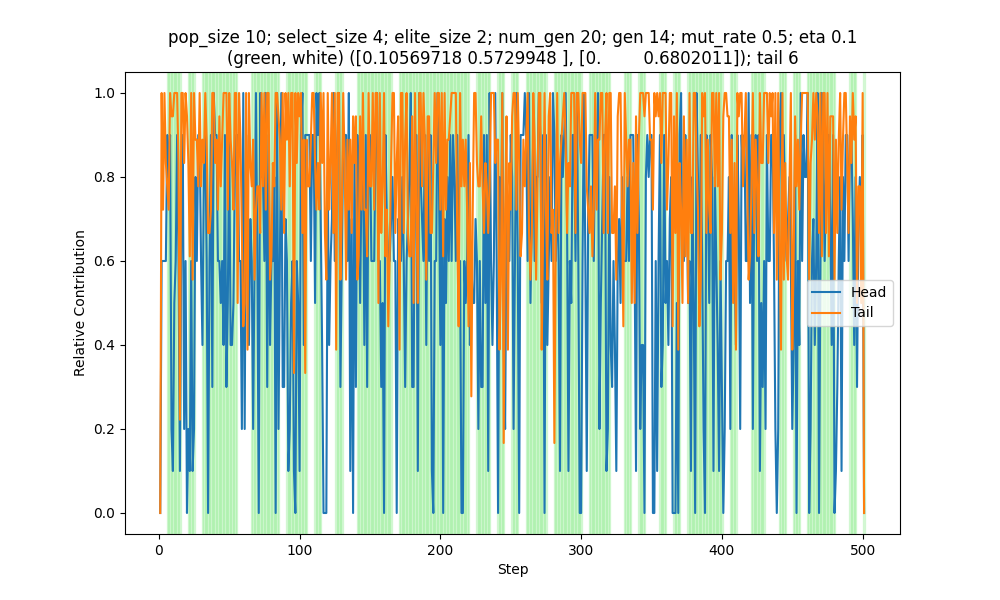 pop_size 10; select_size 4; elite_size 2; num_gen 20; gen 14; mut_rate 0.5; eta 0.1
(green, white) ([0.10569718 0.5729948 ], [0.         0.6802011]); tail 6
1.0
0.8
0.6
0.4
0.2
0.0
Relative Contribution
Head
Tail
0
100
200
300
400
500
Step